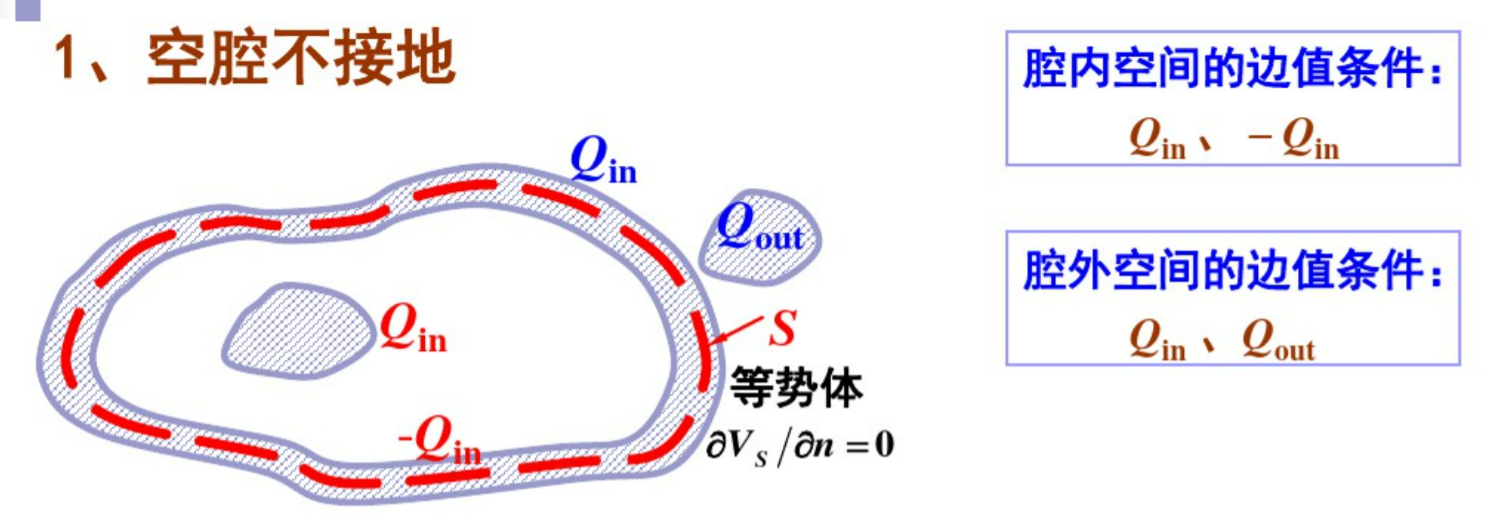 1、空腔不接地
腔内空间的边值条件：
Qin、－Qin
Qin
Qout
腔外空间的边值条件：
Qin、Qout
Qin
S
等势体
-Qin
∂VS/∂n=0